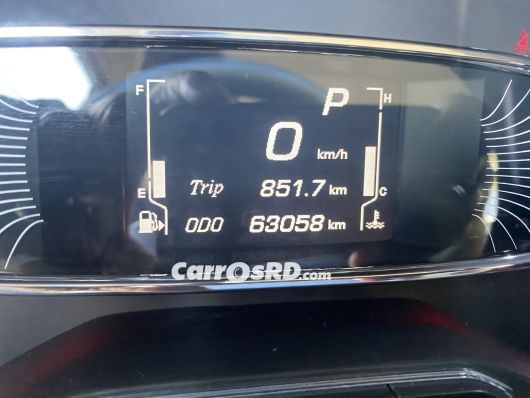 F P H
0 km/h
E Trip 851.7 km C
ODO 63058 km
CarrOsRD.com